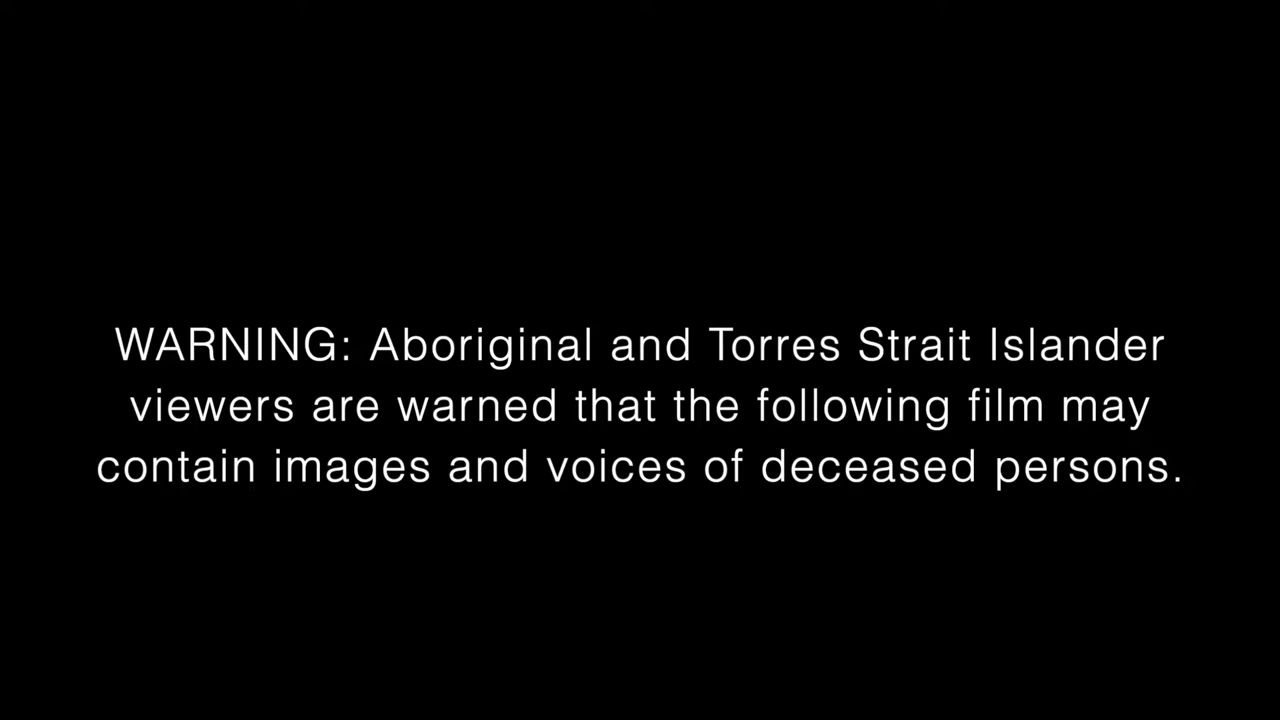 WARNING: Aboriginal and Torres Strait Islander
viewers are warned that the following film may
contain images and voices of deceased persons.